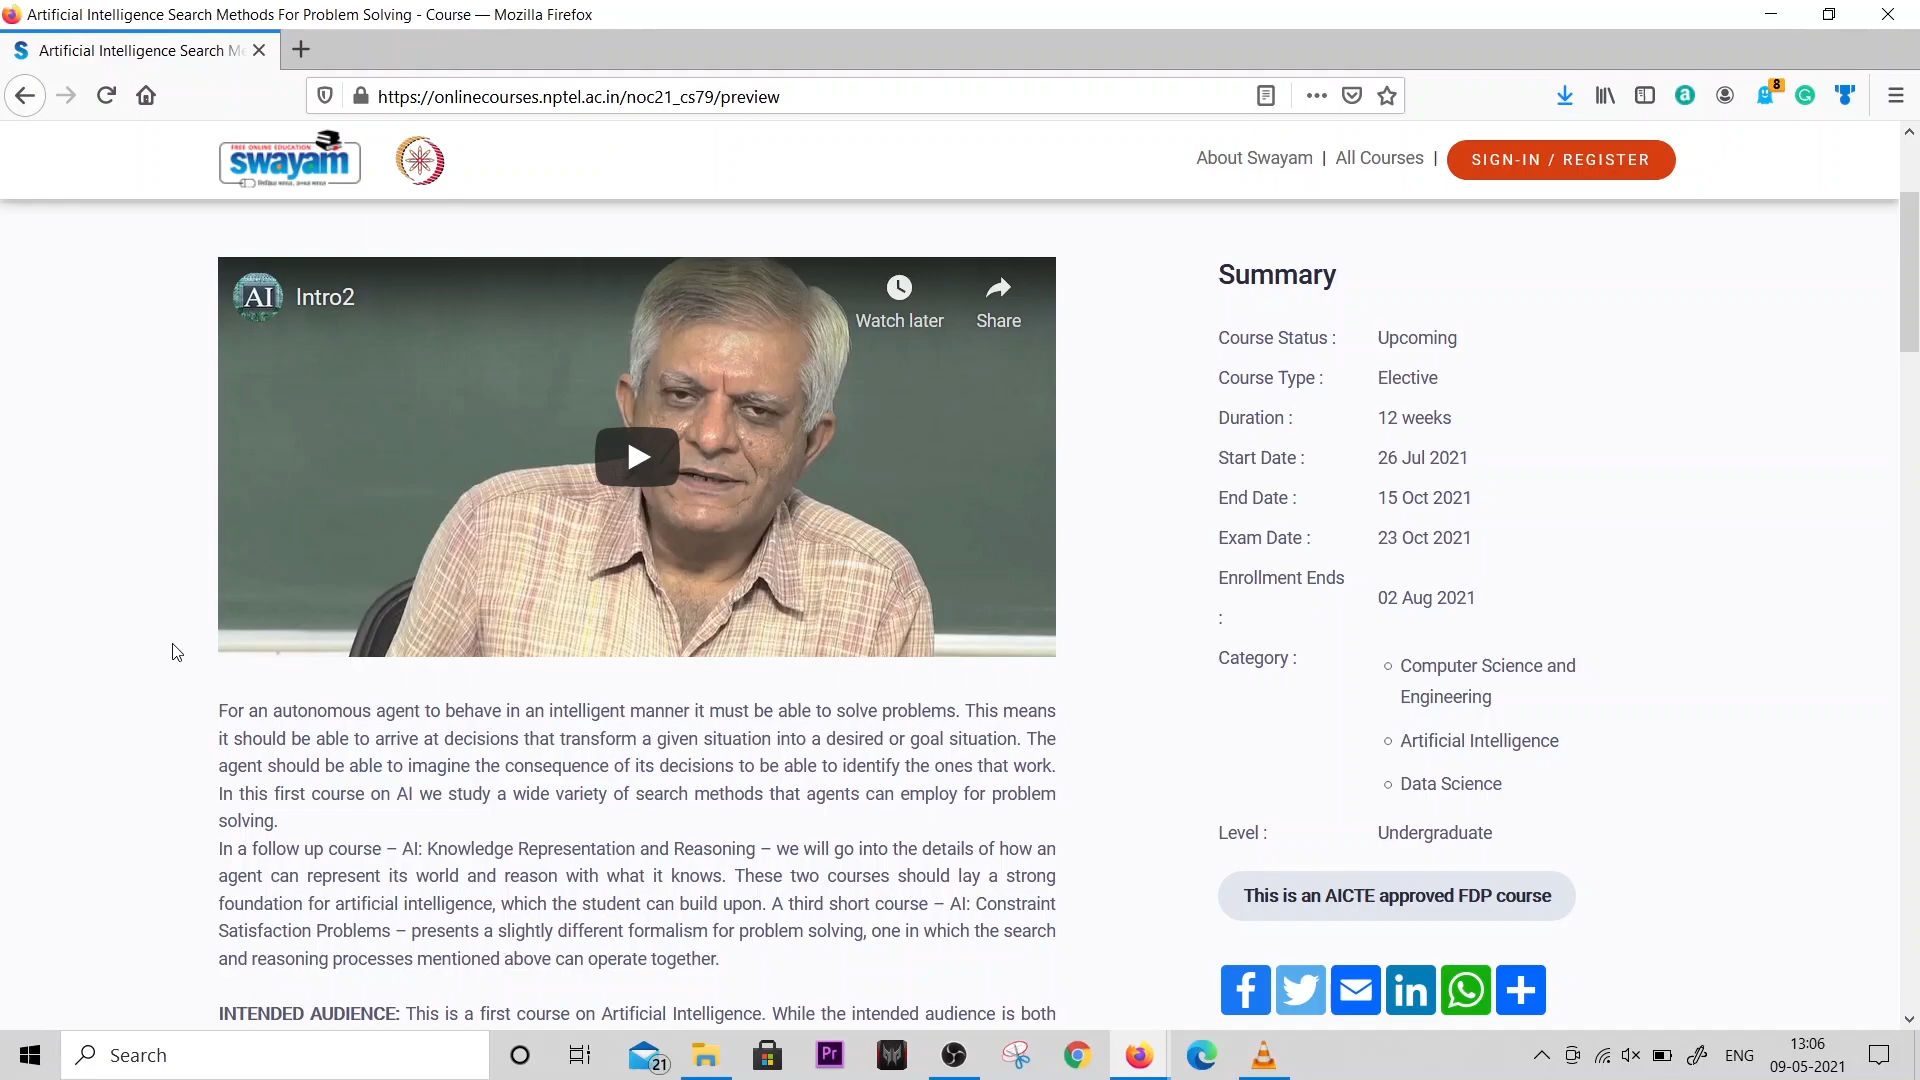 Artificial Intelligence Search Methods For Problem Solving - Course — Mozilla Firefox
Artificial Intelligence Search Me
https://onlinecourses.nptel.ac.in/noc21_cs79/preview
8
FREE ONLINE EDUCATION
swayam
About Swayam | All Courses | SIGN-IN / REGISTER
AI Intro2
Watch later
Share
For an autonomous agent to behave in an intelligent manner it must be able to solve problems. This means
it should be able to arrive at decisions that transform a given situation into a desired or goal situation. The
agent should be able to imagine the consequence of its decisions to be able to identify the ones that work.
In this first course on AI we study a wide variety of search methods that agents can employ for problem
solving.
In a follow up course – AI: Knowledge Representation and Reasoning – we will go into the details of how an
agent can represent its world and reason with what it knows. These two courses should lay a strong
foundation for artificial intelligence, which the student can build upon. A third short course – AI: Constraint
Satisfaction Problems – presents a slightly different formalism for problem solving, one in which the search
and reasoning processes mentioned above can operate together.
INTENDED AUDIENCE: This is a first course on Artificial Intelligence. While the intended audience is both
Summary
Course Status : Upcoming
Course Type : Elective
Duration : 12 weeks
Start Date : 26 Jul 2021
End Date : 15 Oct 2021
Exam Date : 23 Oct 2021
Enrollment Ends : 02 Aug 2021
Category :
Computer Science and
Engineering
Artificial Intelligence
Data Science
Level : Undergraduate
This is an AICTE approved FDP course
Search
21
Pr
ENG
13:06
09-05-2021